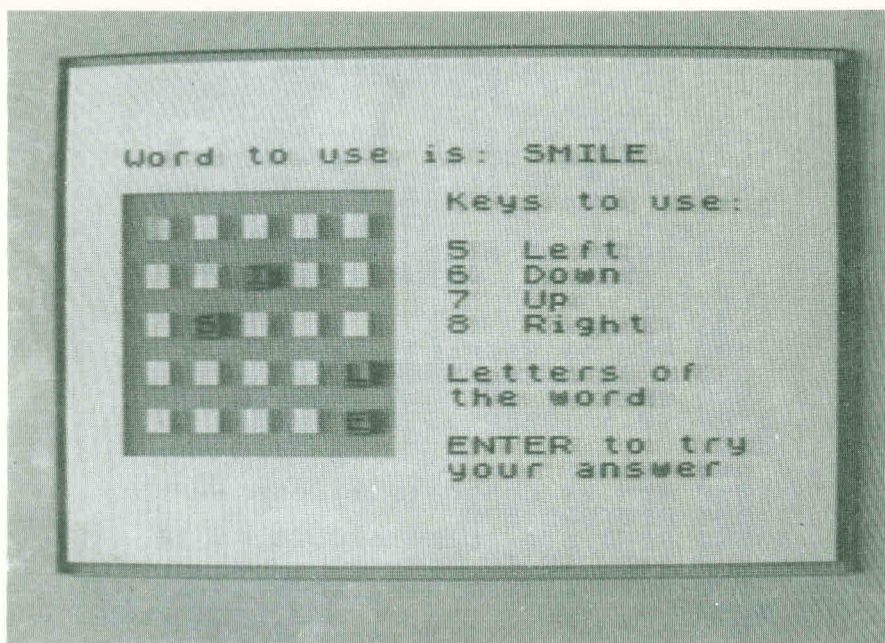 Word to use is: SMILE
Keys to use:
5 Left
I
6 Down
7 Up
S
8 Right
L
Letters of
the word
E
ENTER to try
your answer